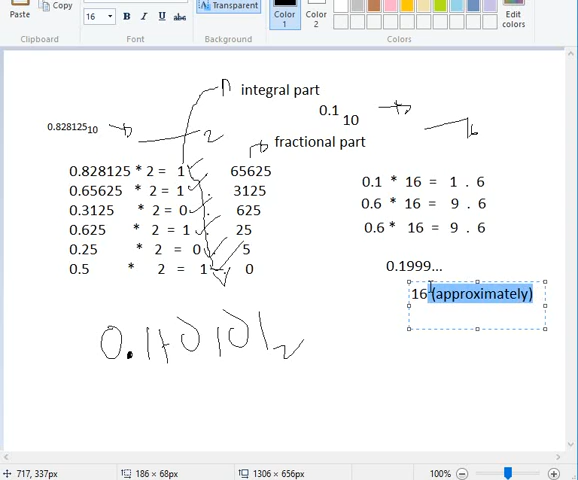 Paste
Copy
16
B I U abc
Transparent
Color 1
Color 2
Edit colors
Clipboard
Font
Background
Colors
integral part
0.1 10
0.828125 10
2
16
fractional part
0.828125 * 2 = 1 . 65625
0.65625 * 2 = 1 . 3125
0.3125 * 2 = 0 . 625
0.625 * 2 = 1 . 25
0.25 * 2 = 0 . 5
0.5 * 2 = 1 . 0
0.1 * 16 = 1 . 6
0.6 * 16 = 9 . 6
0.6 * 16 = 9 . 6
0.1999...
16 (approximately)
0.110101 2
717, 337px
186 × 68px
1306 × 656px
100%